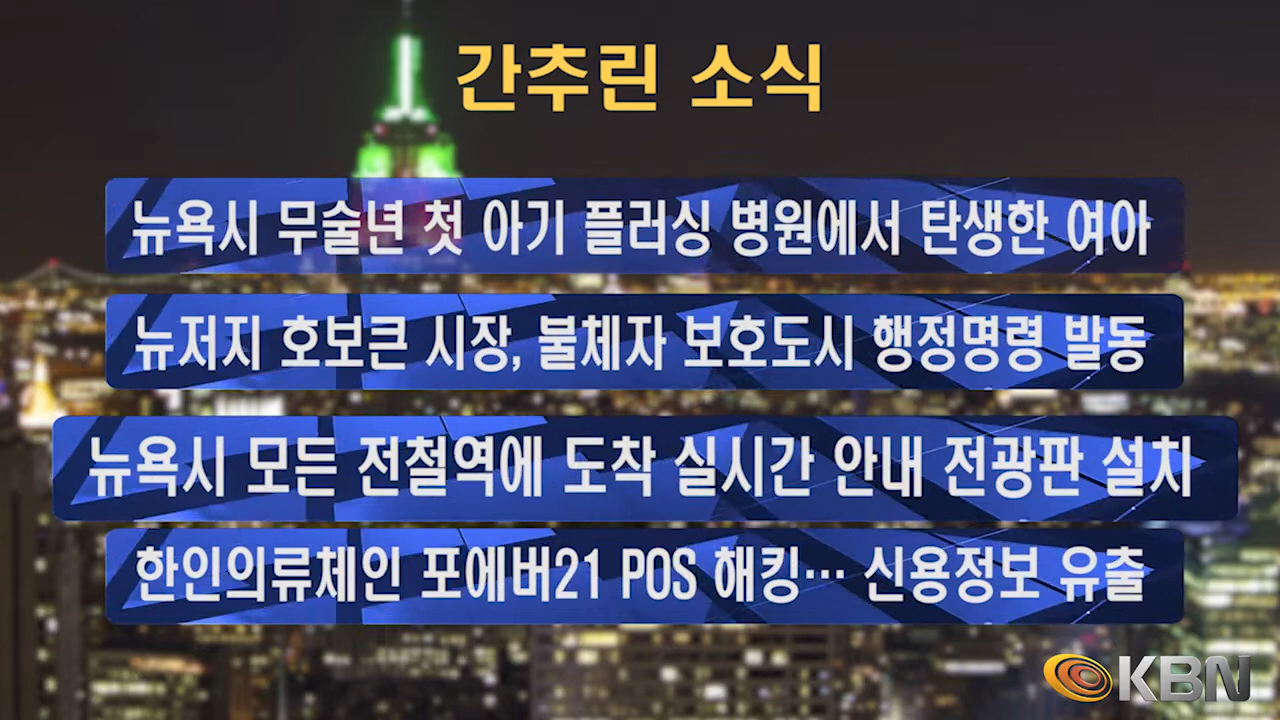 간추린 소식
뉴욕시 무술년 첫 아기 플러싱 병원에서 탄생한 여아
뉴저지 호보큰 시장, 불체자 보호도시 행정명령 발동
뉴욕시 모든 전철역에 도착 실시간 안내 전광판 설치
한인의류체인 포에버21 POS 해킹… 신용정보 유출
KBN